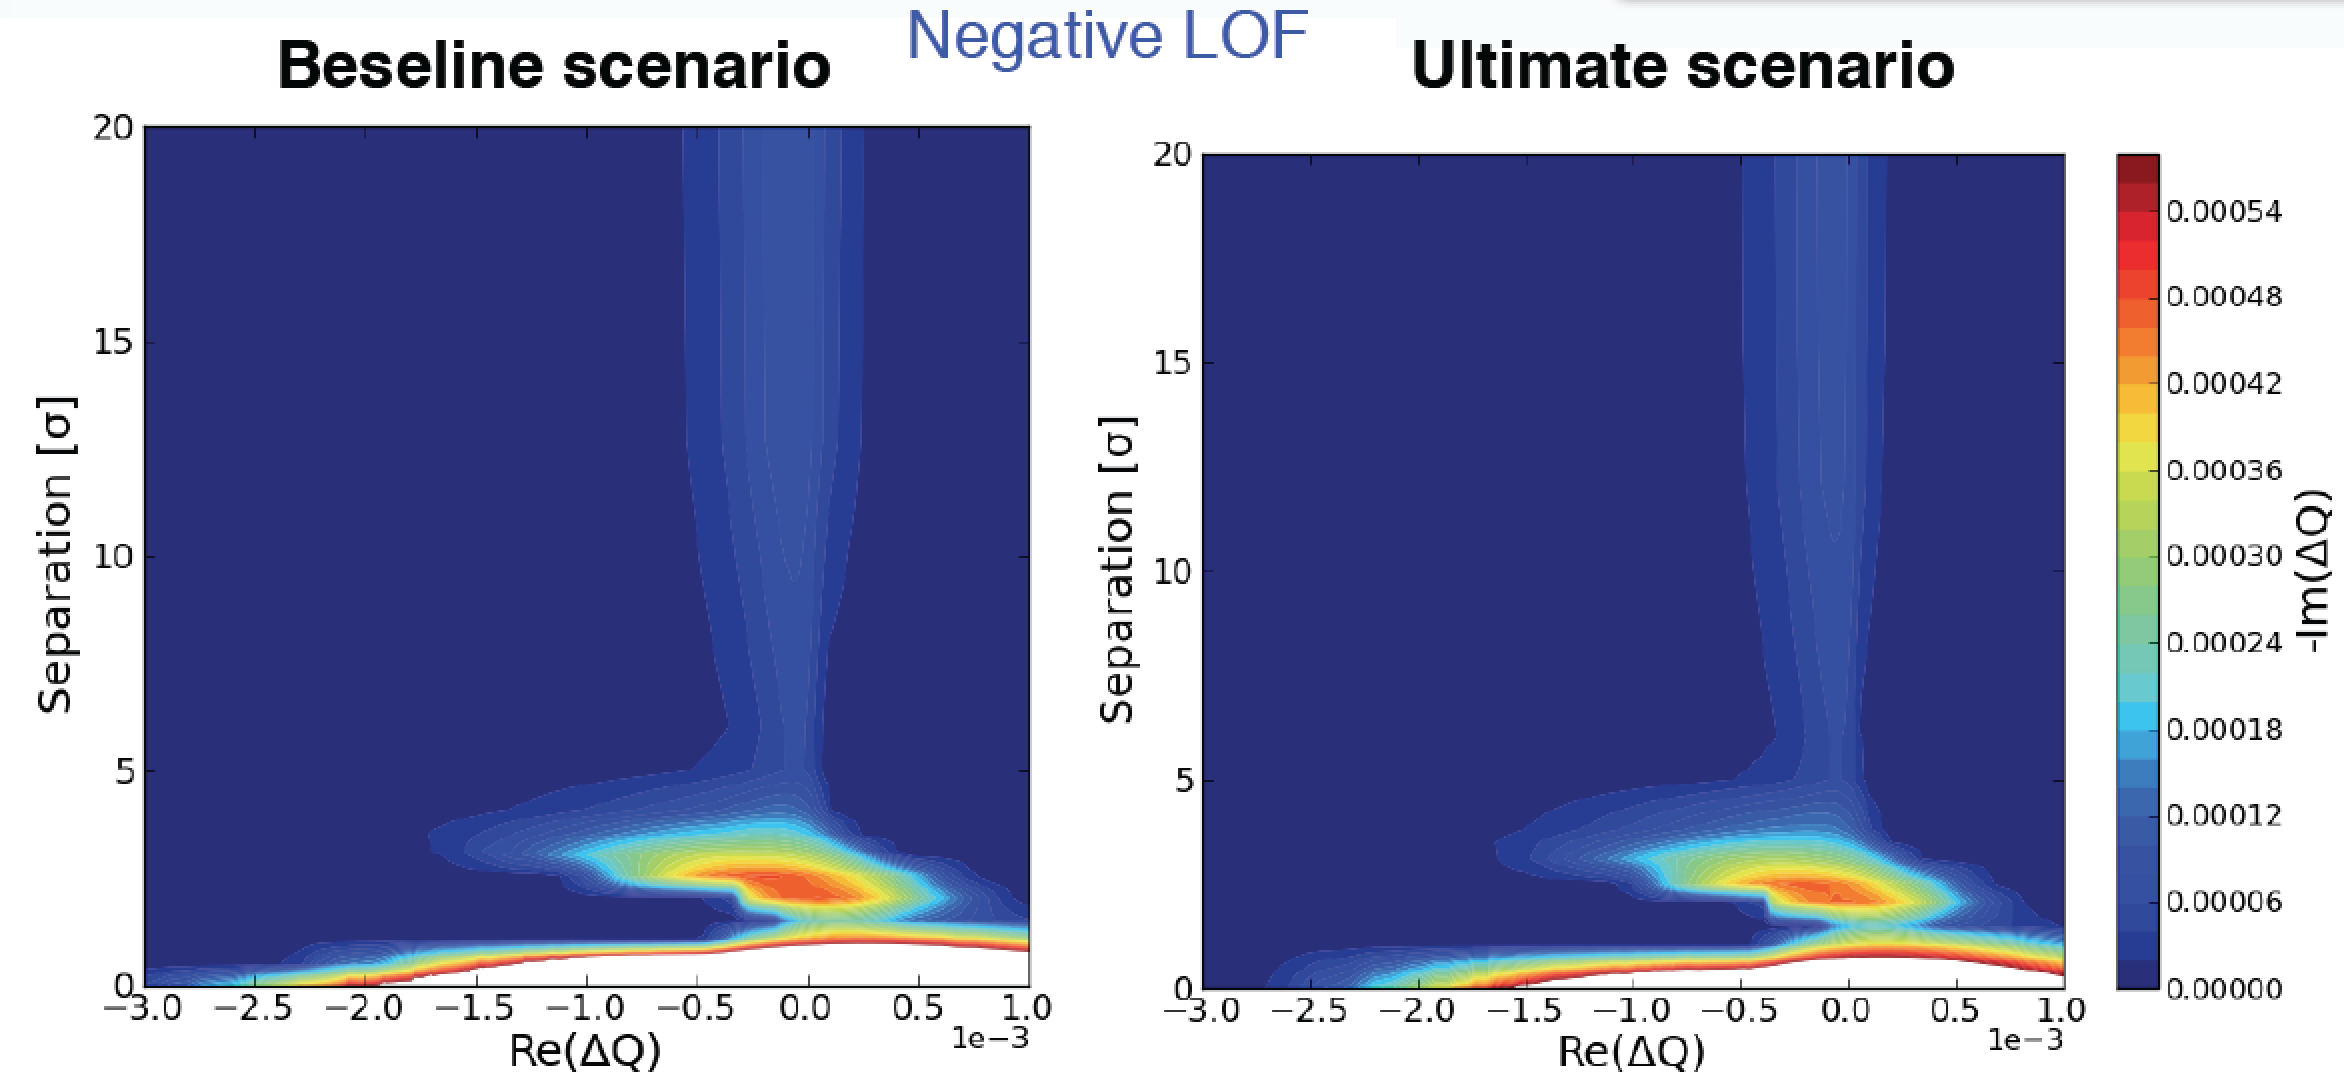 Negative LOF
Beseline scenario
Ultimate scenario
20
15
10
5
0
Separation [σ]
−3.0 −2.5 −2.0 −1.5 −1.0 −0.5 0.0 0.5 1.0
1e−3
Re(ΔQ)
20
15
10
5
0
Separation [σ]
−3.0 −2.5 −2.0 −1.5 −1.0 −0.5 0.0 0.5 1.0
1e−3
Re(ΔQ)
0.00054
0.00048
0.00042
0.00036
0.00030
0.00024
0.00018
0.00012
0.00006
0.00000
-Im(ΔQ)